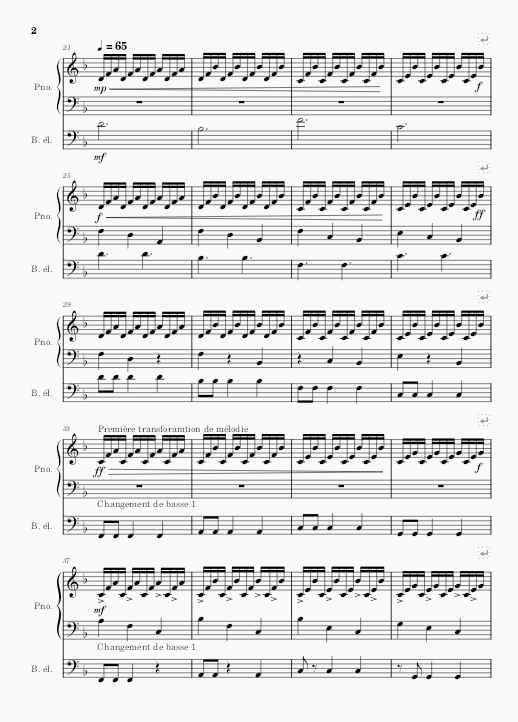 2
♩ = 65
21
Pno.
mp
f
B. él.
mf
25
Pno.
f
ff
B. él.
29
Pno.
B. él.
Première transforamtion de mélodie
33
Pno.
ff
f
Changement de basse 1
B. él.
37
Pno.
mf
Changement de basse 1
B. él.